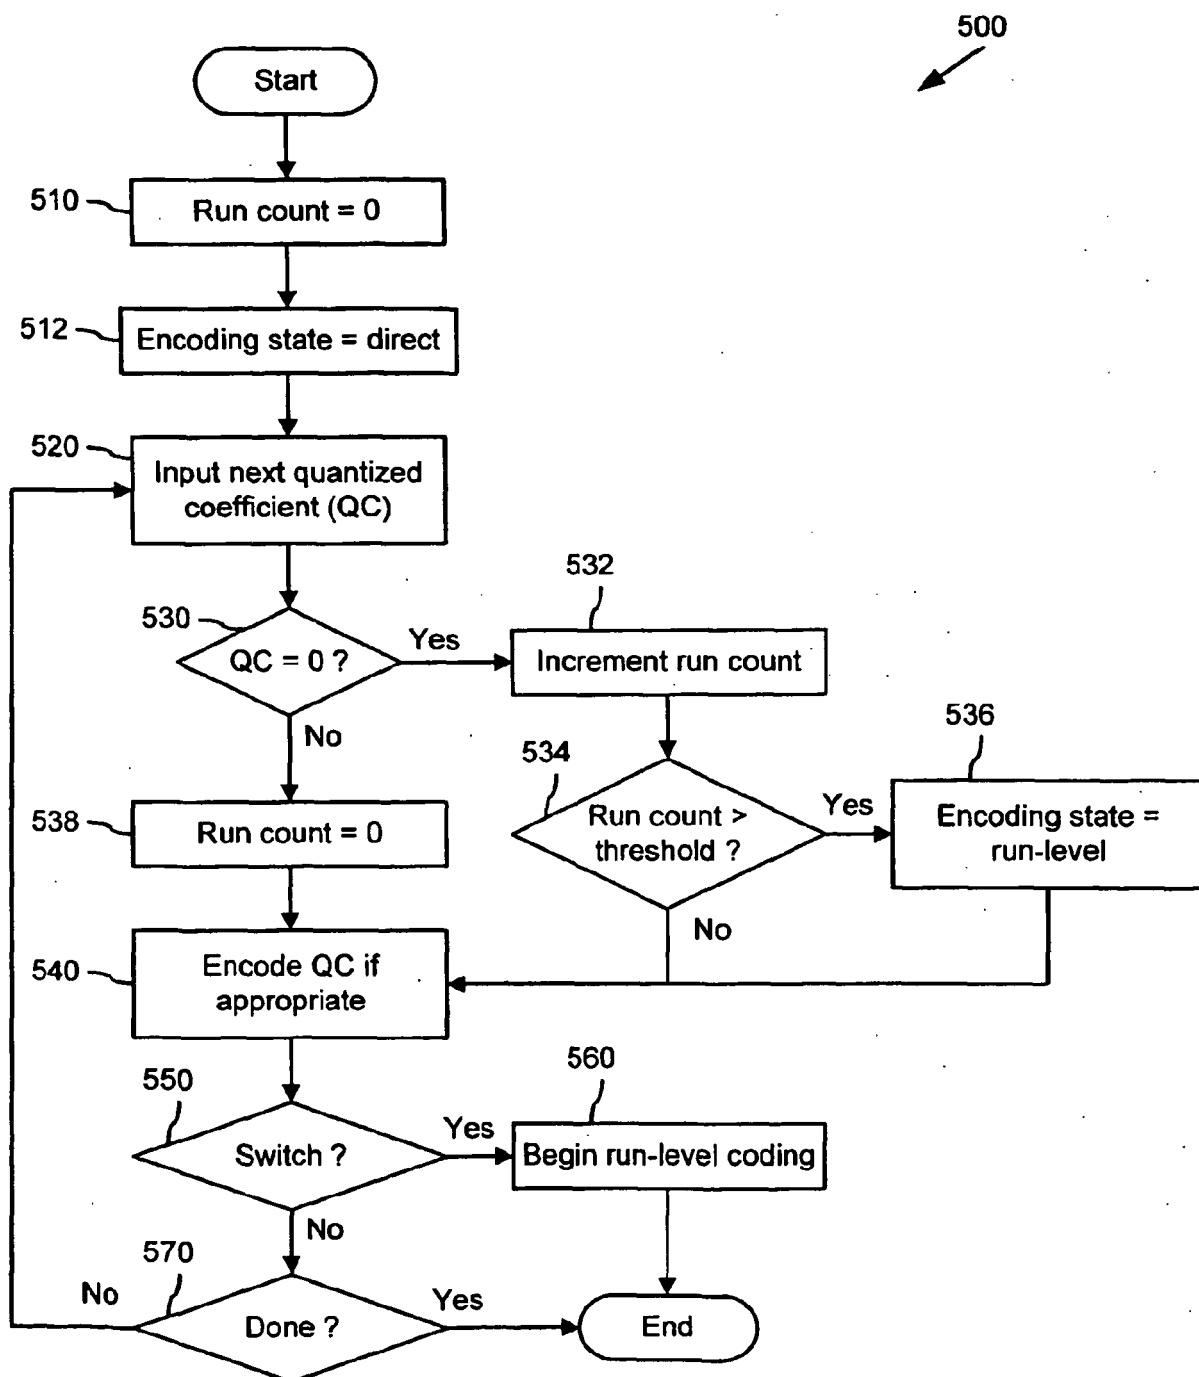 500
Start
510
Run count = 0
512
Encoding state = direct
520
Input next quantized
coefficient (QC)
530
QC = 0 ?
Yes
532
Increment run count
No
534
Run count >
threshold ?
Yes
536
Encoding state =
run-level
538
Run count = 0
No
540
Encode QC if
appropriate
550
Switch ?
Yes
560
Begin run-level coding
No
570
No
Done ?
Yes
End